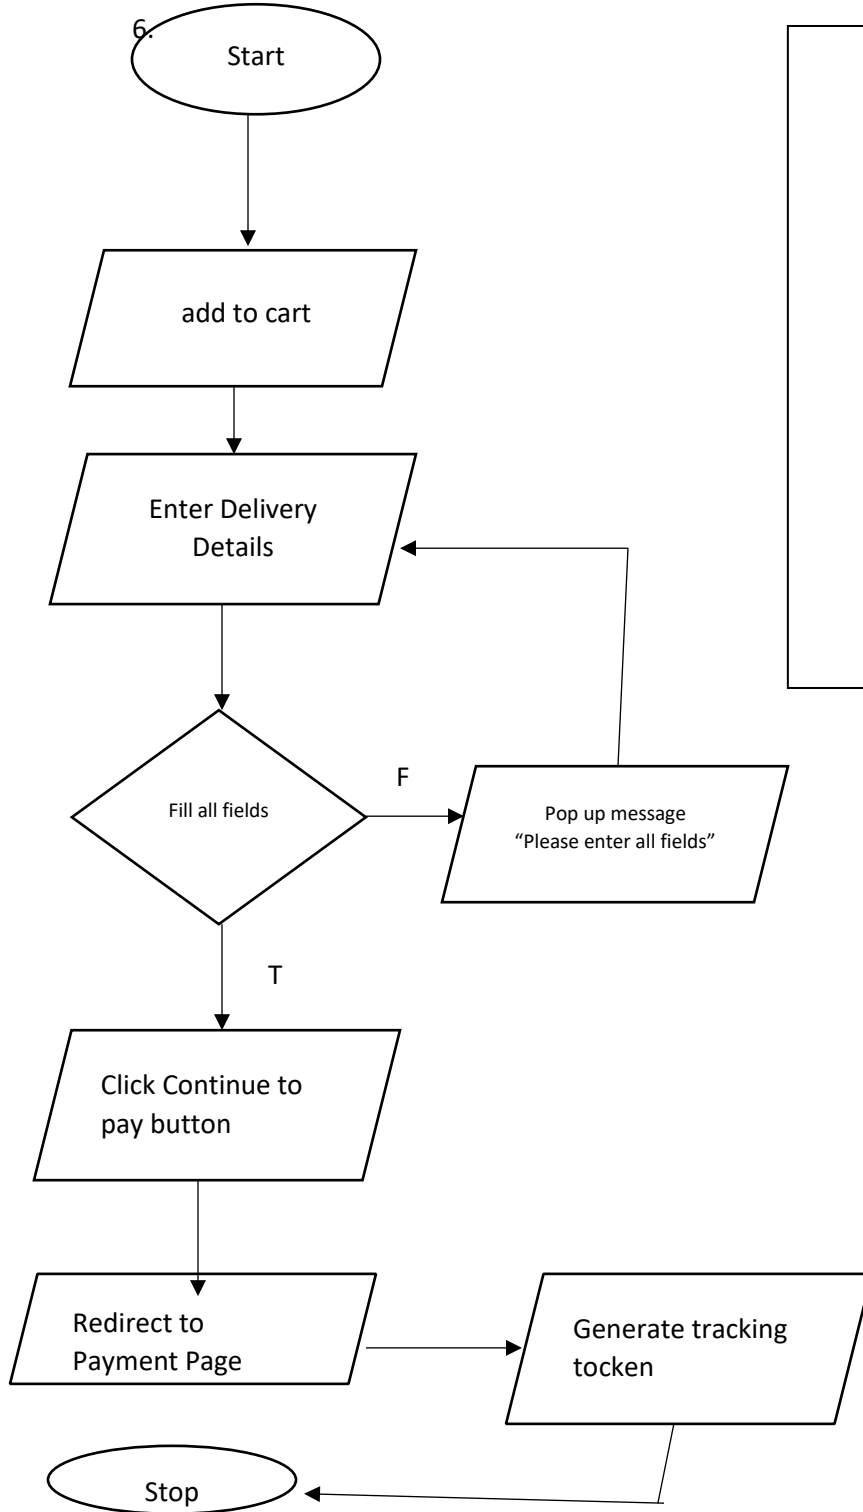 6.
Start
add to cart
Enter Delivery
Details
Fill all fields
F
Pop up message
“Please enter all fields”
T
Click Continue to
pay button
Redirect to
Payment Page
Generate tracking
tocken
Stop